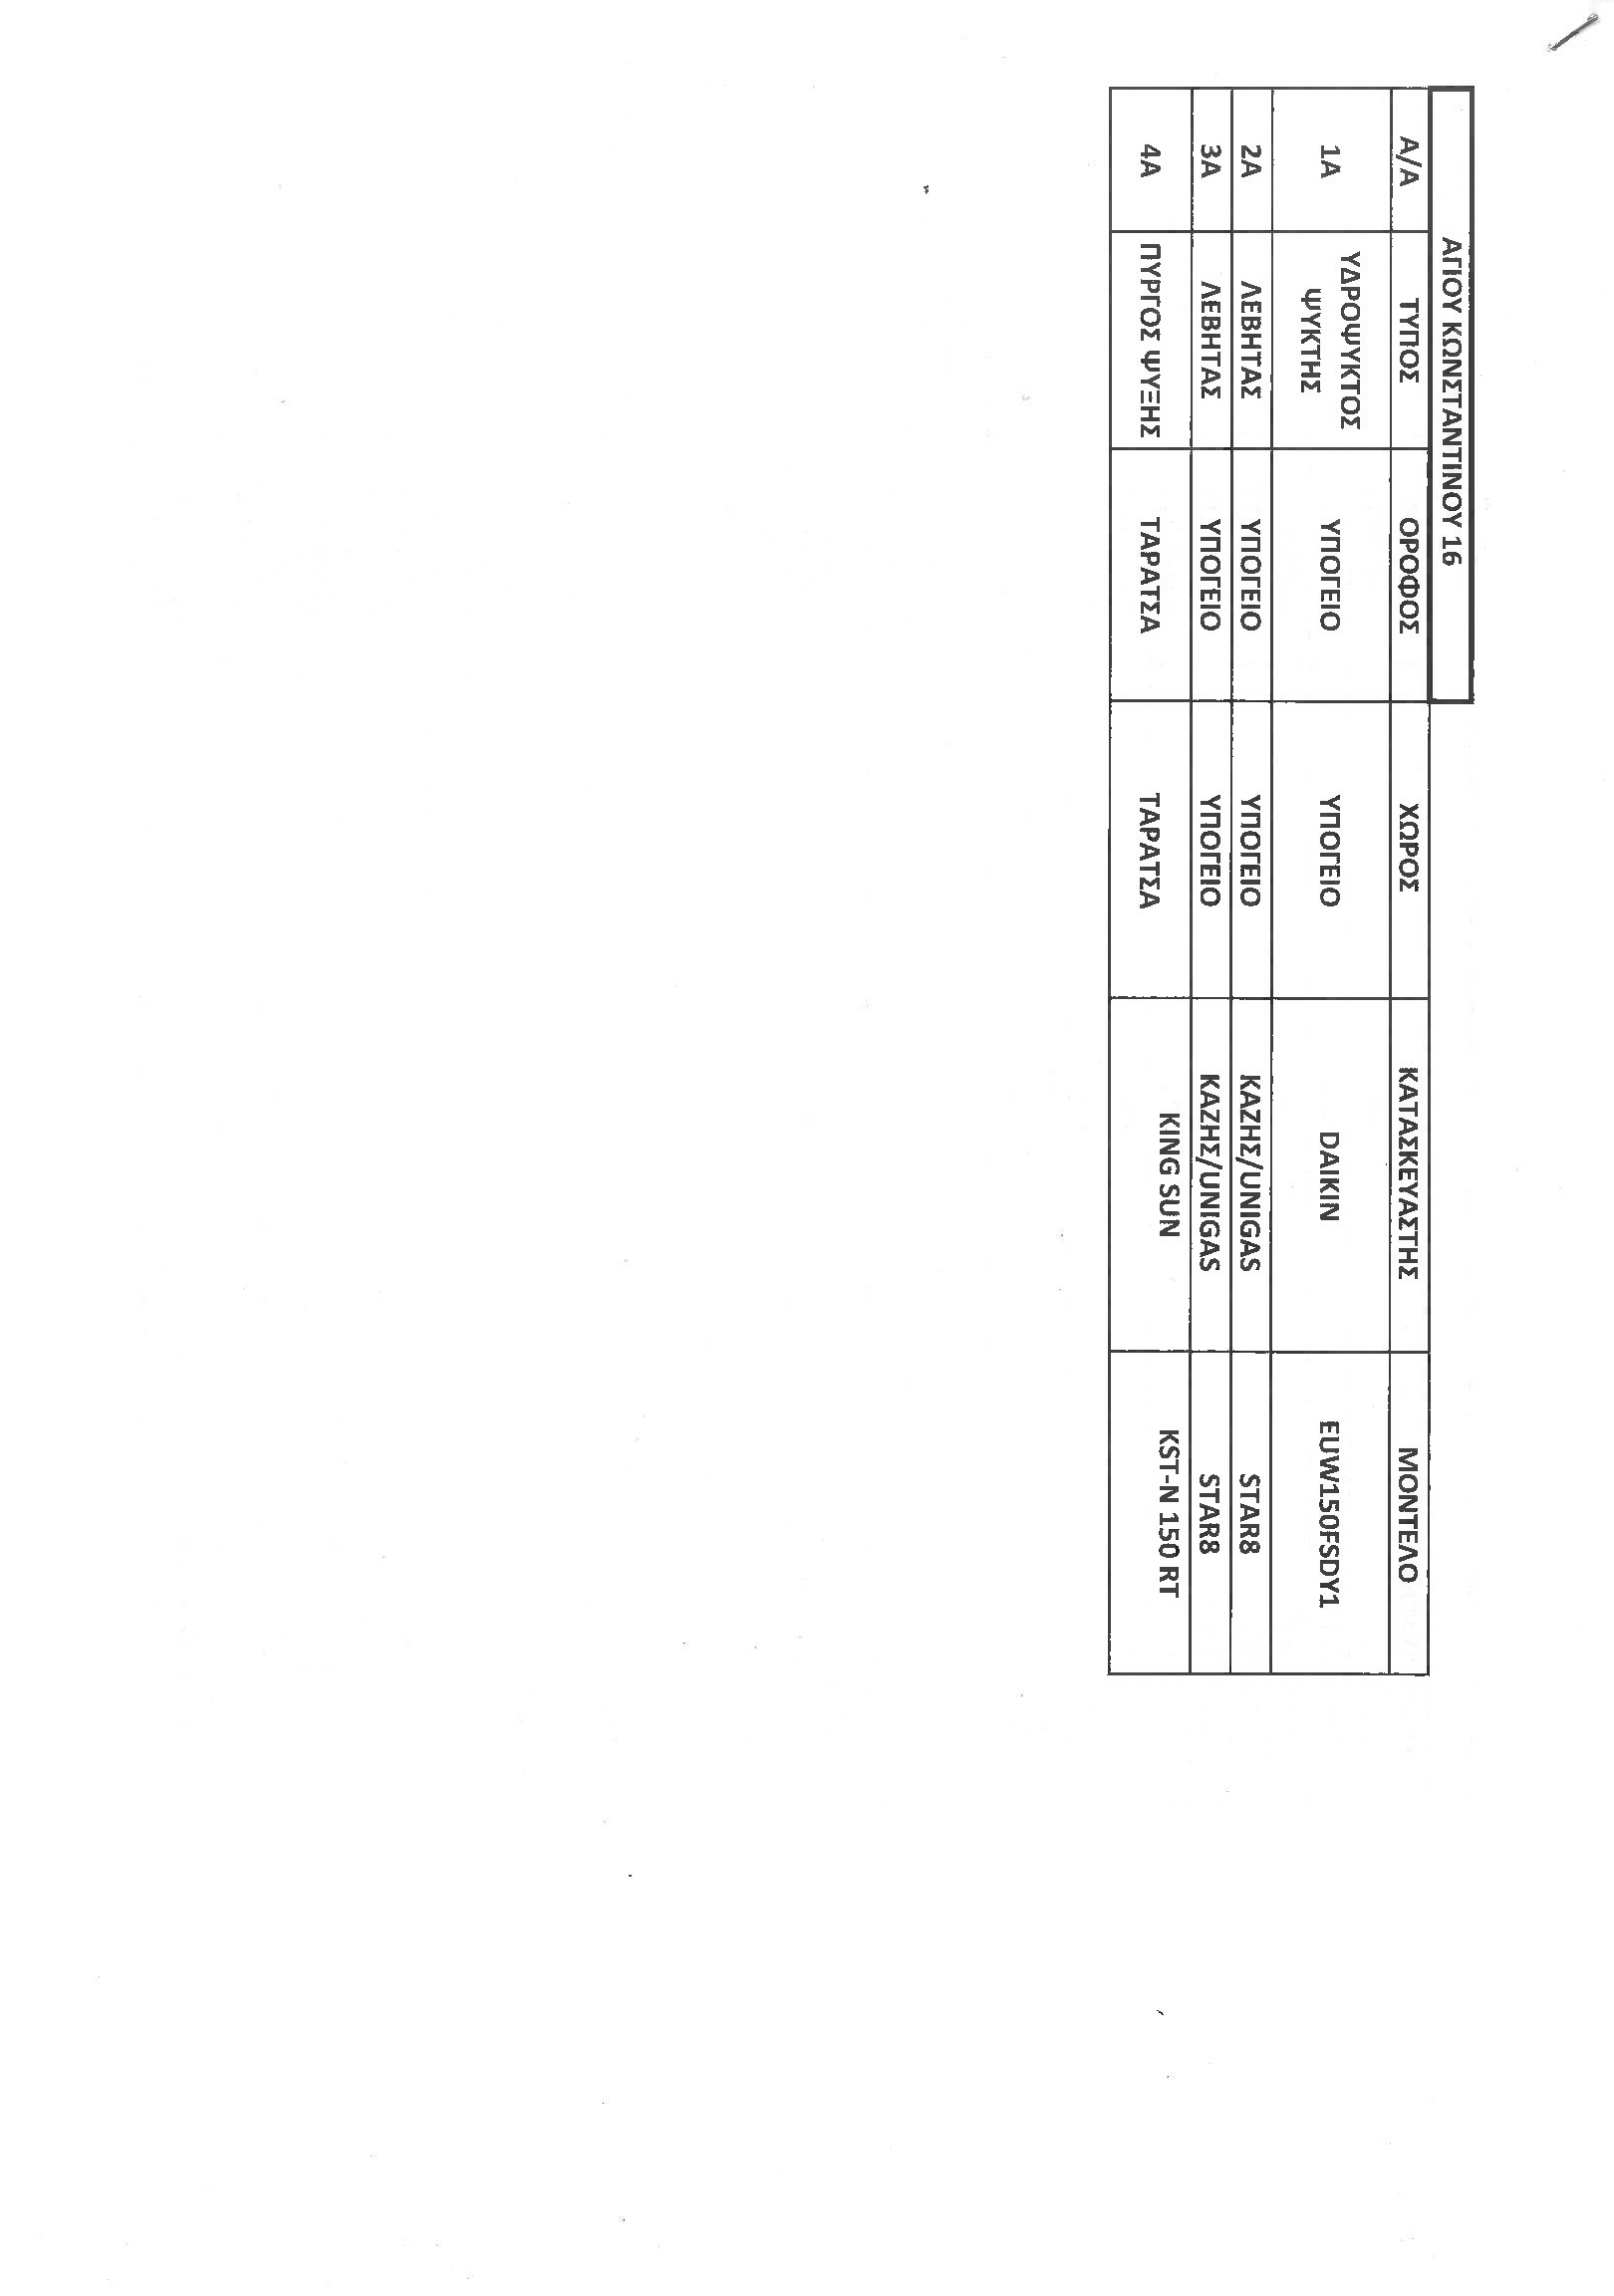 ΑΓΙΟΥ ΚΩΝΣΤΑΝΤΙΝΟΥ 16
Α/Α ΤΥΠΟΣ ΟΡΟΦΟΣ ΧΩΡΟΣ ΚΑΤΑΣΚΕΥΑΣΤΗΣ ΜΟΝΤΕΛΟ
1Α ΥΔΡΟΨΥΚΤΟΣ
ΨΥΚΤΗΣ ΥΠΟΓΕΙΟ ΥΠΟΓΕΙΟ DAIKIN EUW150FSDY1
2Α ΛΕΒΗΤΑΣ ΥΠΟΓΕΙΟ ΥΠΟΓΕΙΟ ΚΑΖΗΣ/UNIGAS STAR8
3Α ΛΕΒΗΤΑΣ ΥΠΟΓΕΙΟ ΥΠΟΓΕΙΟ ΚΑΖΗΣ/UNIGAS STAR8
4Α ΠΥΡΓΟΣ ΨΥΞΗΣ ΤΑΡΑΤΣΑ ΤΑΡΑΤΣΑ KING SUN KST-N 150 RT